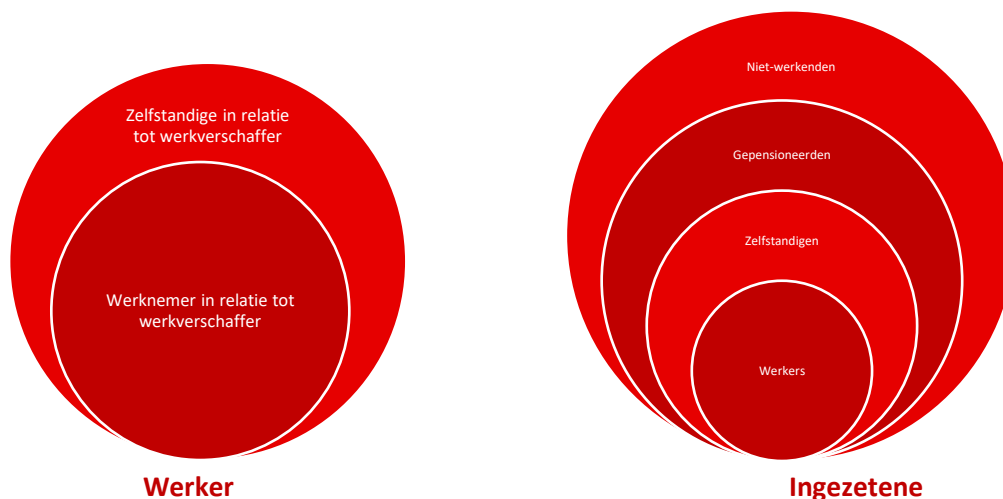 Zelfstandige in relatie
tot werkverschaffer
Werknemer in relatie tot
werkverschaffer
Werker
Niet-werkenden
Gepensioneerden
Zelfstandigen
Werkers
Ingezetene